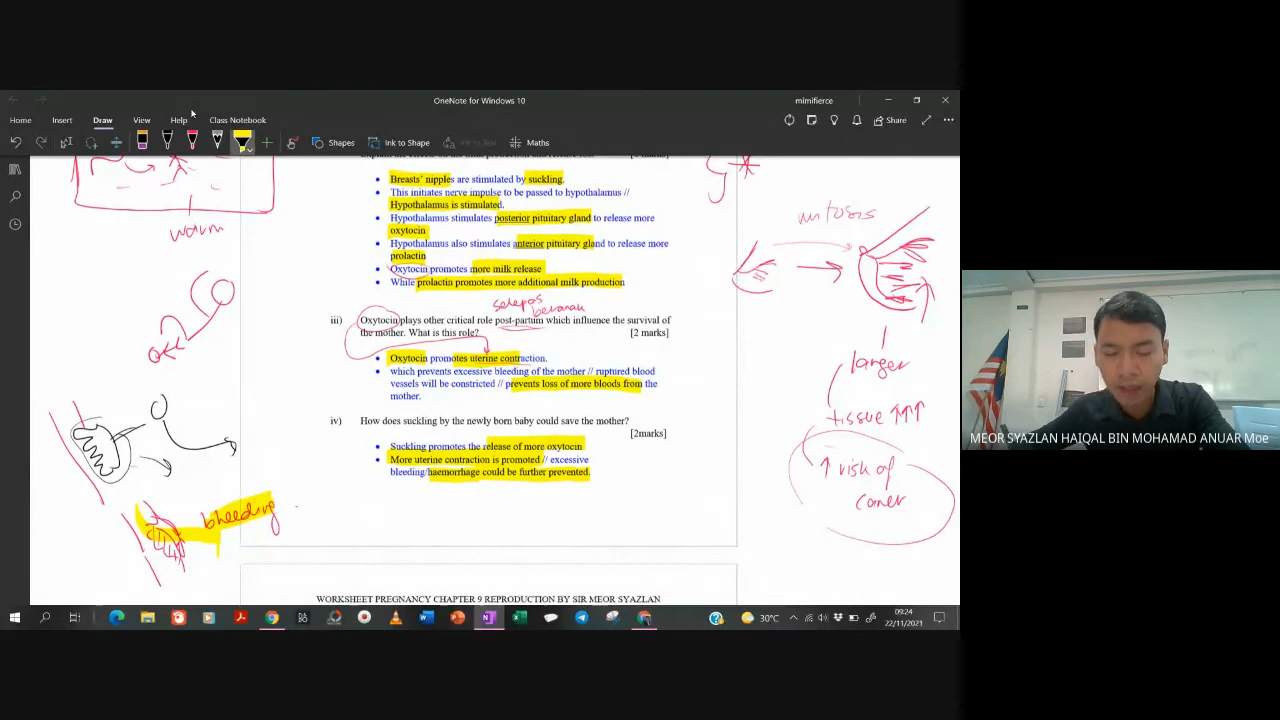 OneNote for Windows 10
mimifierce
Home Insert Draw View Help Class Notebook
Share
Shapes Ink to Shape Ink to Text Maths
Breasts' nipples are stimulated by suckling.
This initiates nerve impulse to be passed to hypothalamus //
Hypothalamus is stimulated.
Hypothalamus stimulates posterior pituitary gland to release more
oxytocin
Hypothalamus also stimulates anterior pituitary gland to release more
prolactin
Oxytocin promotes more milk release
While prolactin promotes more additional milk production
selepas
beranak
iii) Oxytocin plays other critical role post-partum which influence the survival of
the mother. What is this role? [2 marks]
Oxytocin promotes uterine contraction.
which prevents excessive bleeding of the mother // ruptured blood
vessels will be constricted // prevents loss of more bloods from the
mother.
iv) How does suckling by the newly born baby could save the mother?
[2marks]
Suckling promotes the release of more oxytocin
More uterine contraction is promoted // excessive
bleeding/haemorrhage could be further prevented.
WORKSHEET PREGNANCY CHAPTER 9 REPRODUCTION BY SIR MEOR SYAZLAN
warm
bleeding
mitosis
larger
tissue ↑↑↑
↑ risk of
cancer
MEOR SYAZLAN HAIQAL BIN MOHAMAD ANUAR Moe
30°C
09:24
22/11/2021